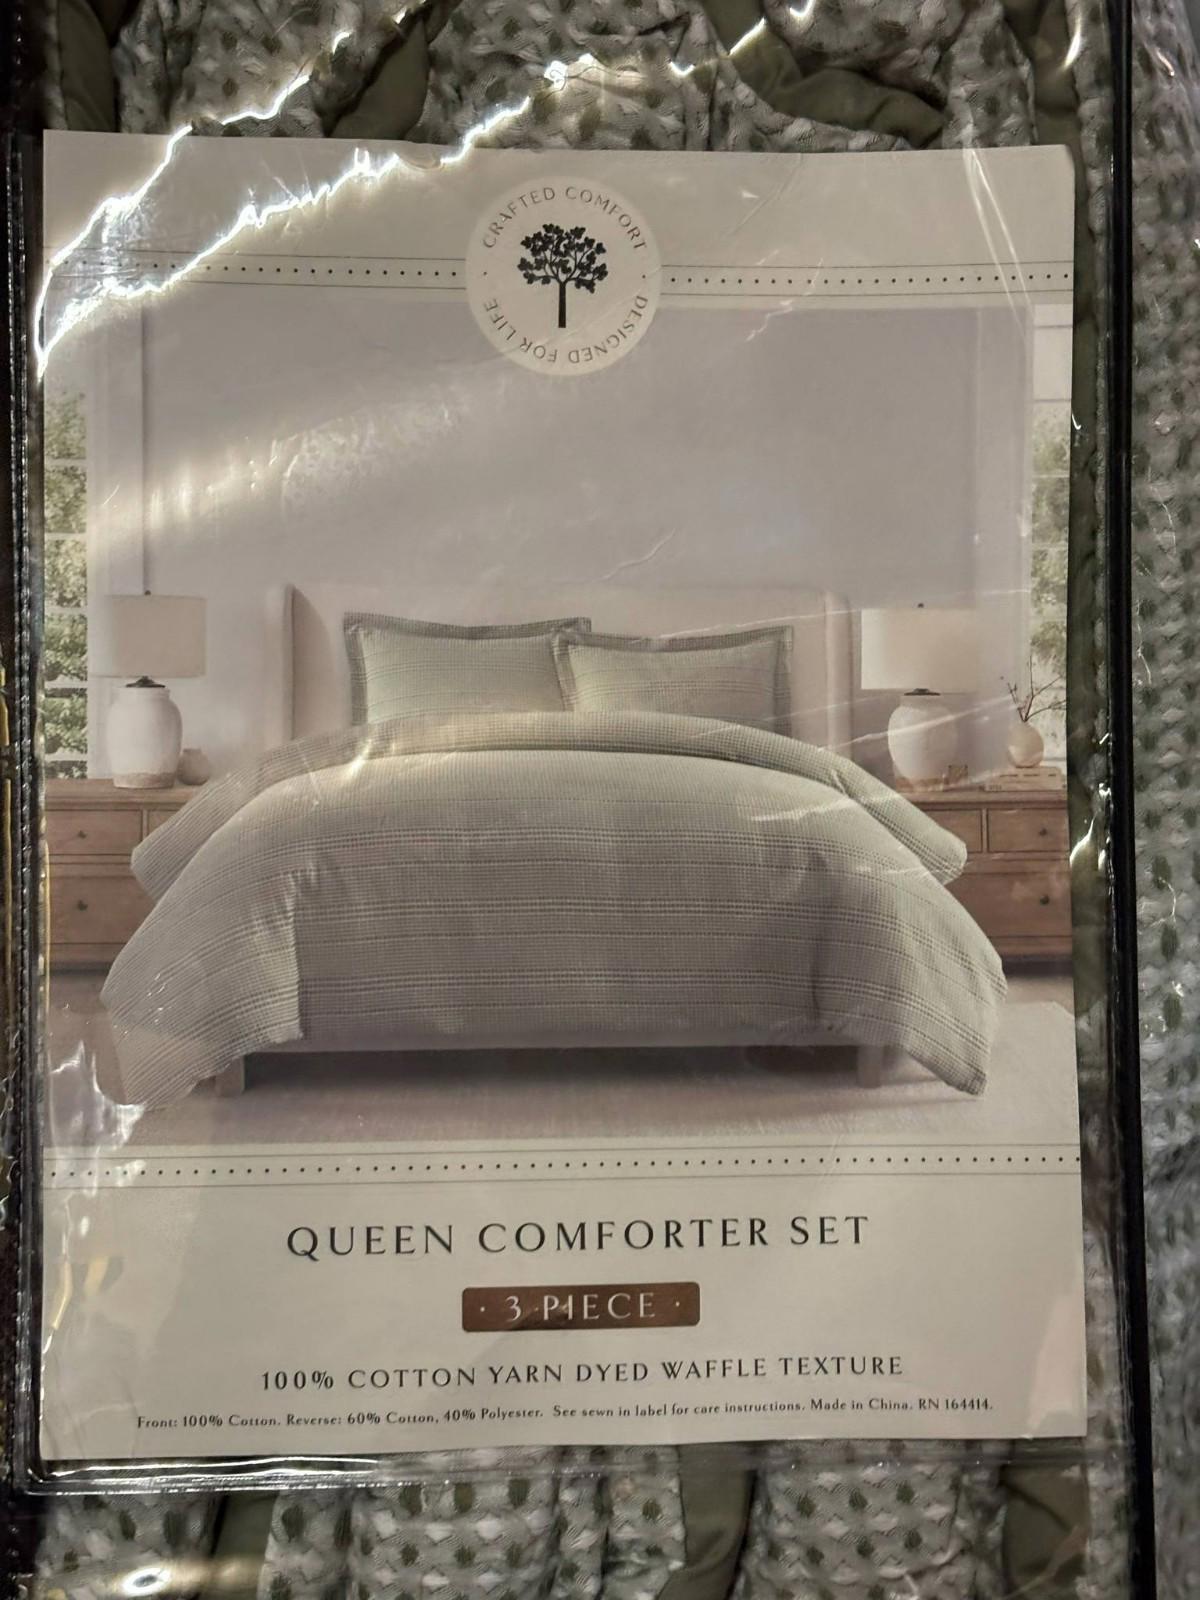 CRAFTED COMFORT
· DESIGNED FOR LIFE ·
QUEEN COMFORTER SET
· 3 PIECE ·
100% COTTON YARN DYED WAFFLE TEXTURE
Front: 100% Cotton. Reverse: 60% Cotton, 40% Polyester. See sewn in label for care instructions. Made in China. RN 164414.